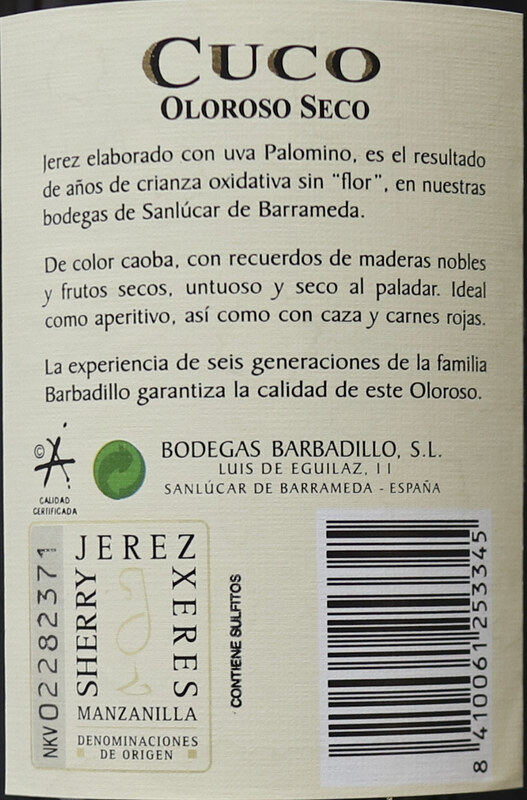 CUCO
OLOROSO SECO
Jerez elaborado con uva Palomino, es el resultado
de años de crianza oxidativa sin "flor", en nuestras
bodegas de Sanlúcar de Barrameda.
De color caoba, con recuerdos de maderas nobles
y frutos secos, untuoso y seco al paladar. Ideal
como aperitivo, así como con caza y carnes rojas.
La experiencia de seis generaciones de la familia
Barbadillo garantiza la calidad de este Oloroso.
©
CALIDAD
CERTIFICADA
BODEGAS BARBADILLO, S.L.
LUIS DE EGUILAZ, 11
SANLÚCAR DE BARRAMEDA - ESPAÑA
NKV02282371
JEREZ
XERES
SHERRY
MANZANILLA
DENOMINACIONES
DE ORIGEN
CONTIENE SULFITOS
8 410061 253345